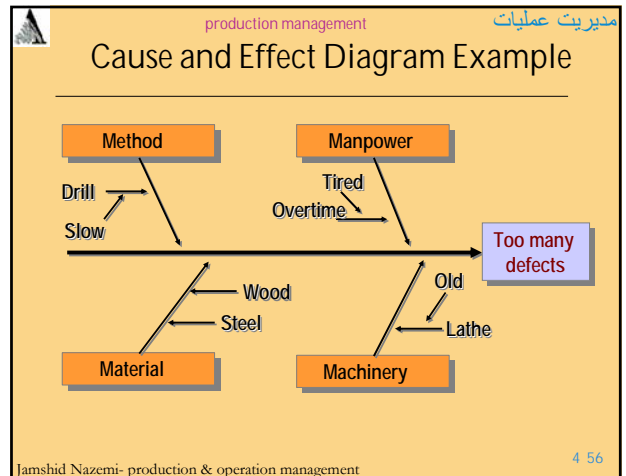 production management
مدیریت عملیات
Cause and Effect Diagram Example
Method
Manpower
Drill
Slow
Tired
Overtime
Too many
defects
Wood
Steel
Old
Lathe
Material
Machinery
4 56
Jamshid Nazemi- production & operation management